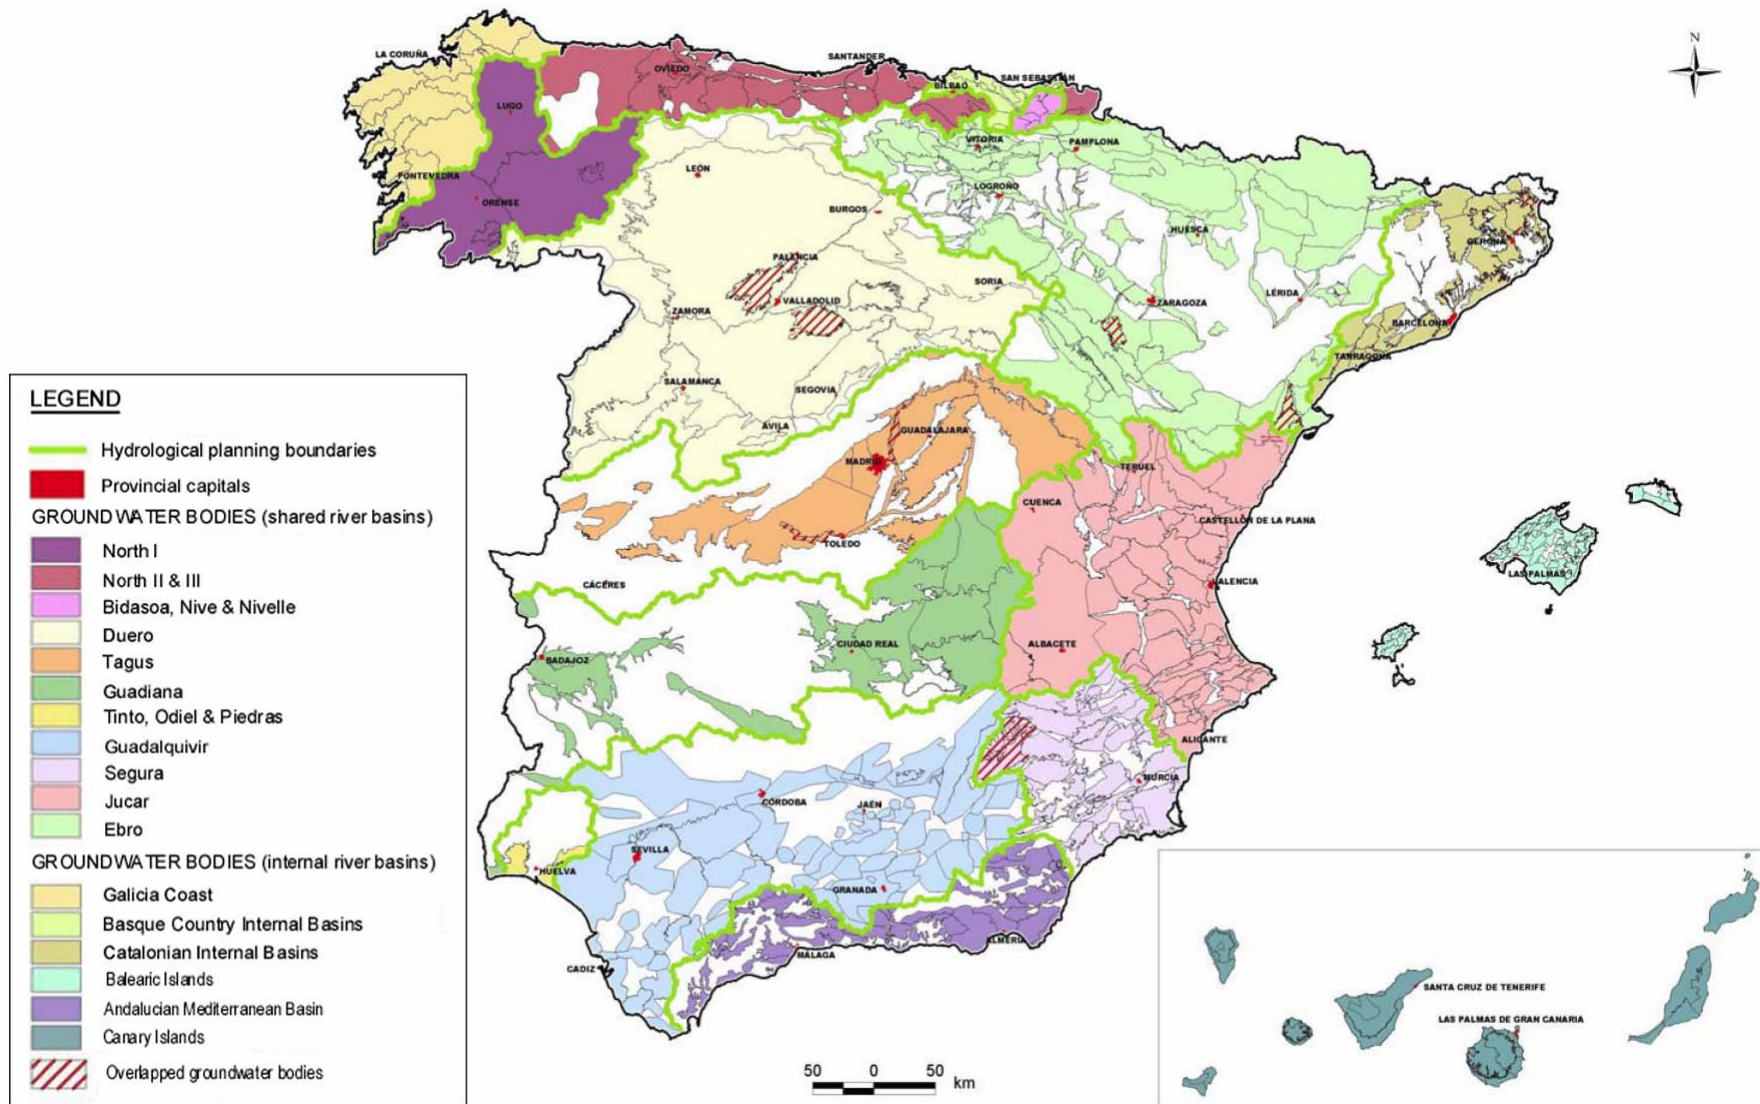 N
LA CORUÑA
OVIEDO
SANTANDER
BILBAO
SAN SEBASTIÁN
LUGO
VITORIA
PAMPLONA
PONTEVEDRA
ORENSE
LEÓN
LOGROÑO
BURGOS
HUESCA
GERONA
PALENCIA
SORIA
VALLADOLID
ZARAGOZA
LÉRIDA
ZAMORA
BARCELONA
TARRAGONA
SALAMANCA
SEGOVIA
ÁVILA
GUADALAJARA
MADRID
TERUEL
CUENCA
CASTELLÓN DE LA PLANA
TOLEDO
CÁCERES
VALENCIA
LAS PALMAS
BADAJOZ
CIUDAD REAL
ALBACETE
ALICANTE
MURCIA
CÓRDOBA
JAÉN
SEVILLA
HUELVA
GRANADA
ALMERÍA
MÁLAGA
CADIZ
SANTA CRUZ DE TENERIFE
LAS PALMAS DE GRAN CANARIA
50 0 50
km
LEGEND
Hydrological planning boundaries
Provincial capitals
GROUNDWATER BODIES (shared river basins)
North I
North II & III
Bidasoa, Nive & Nivelle
Duero
Tagus
Guadiana
Tinto, Odiel & Piedras
Guadalquivir
Segura
Jucar
Ebro
GROUNDWATER BODIES (internal river basins)
Galicia Coast
Basque Country Internal Basins
Catalonian Internal Basins
Balearic Islands
Andalucian Mediterranean Basin
Canary Islands
Overlapped groundwater bodies